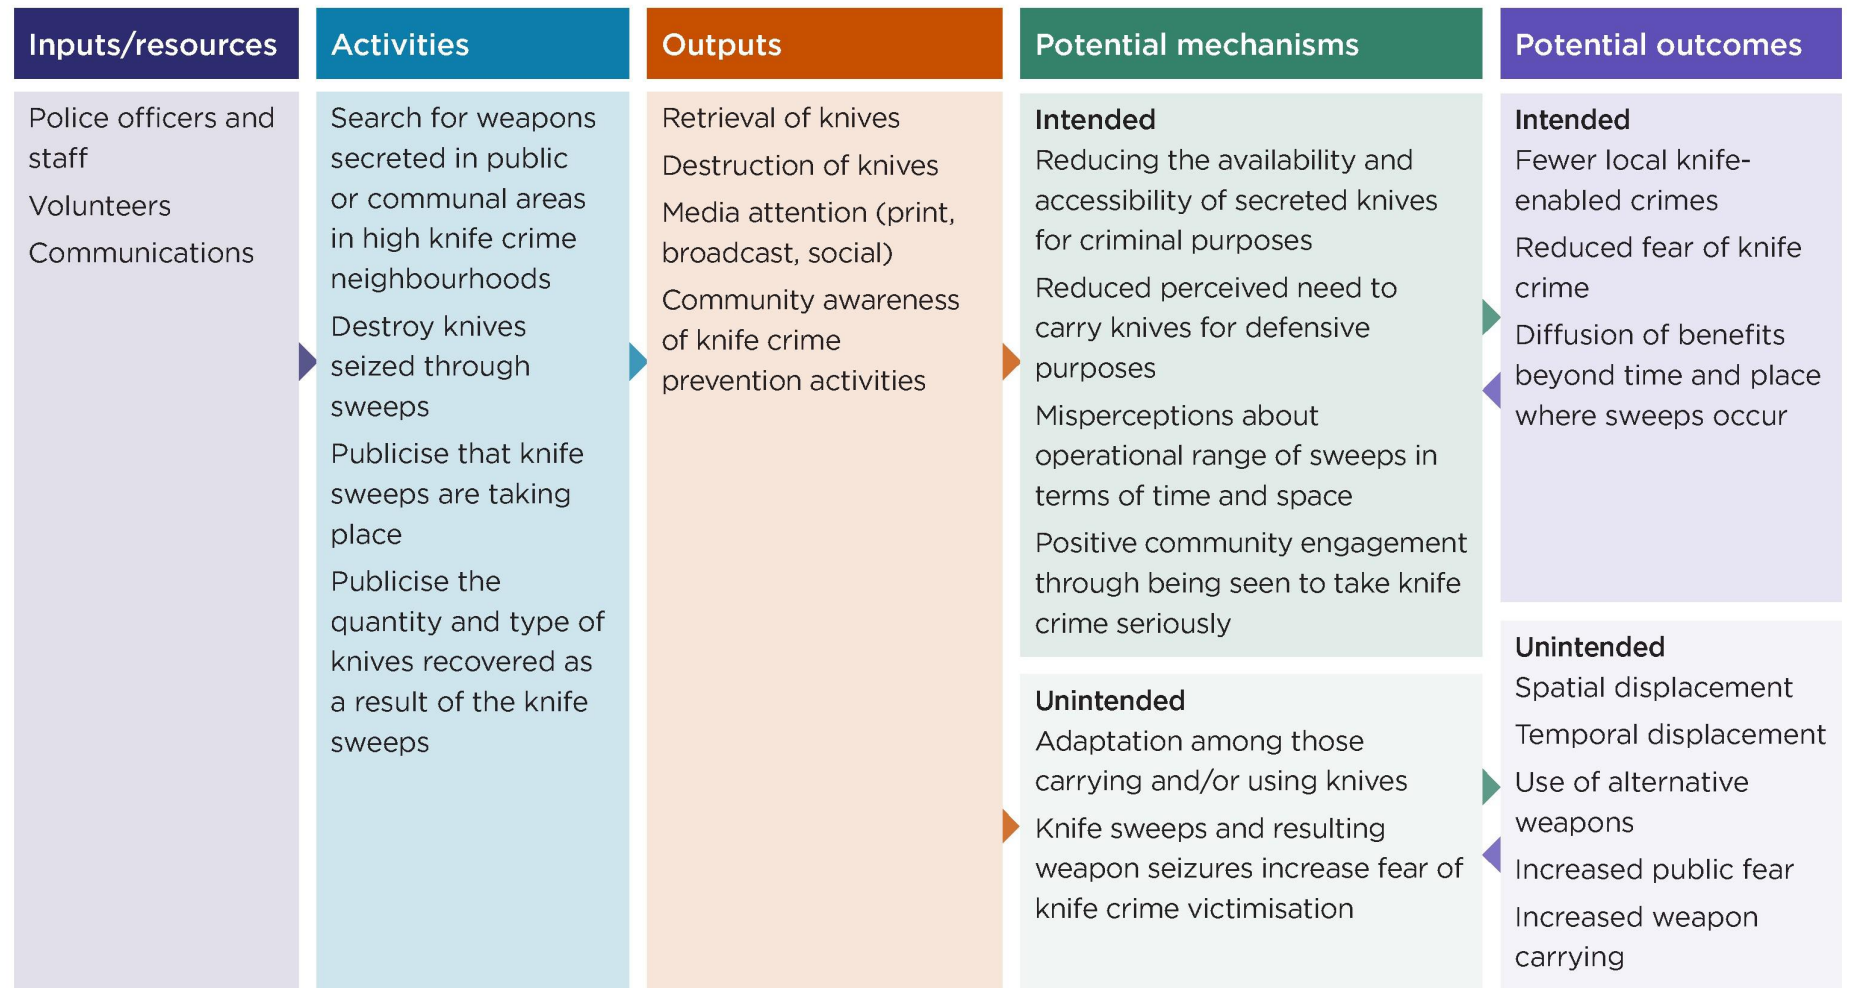 Inputs/resources
Police officers and
staff
Volunteers
Communications
Activities
Search for weapons
secreted in public
or communal areas
in high knife crime
neighbourhoods
Destroy knives
seized through
sweeps
Publicise that knife
sweeps are taking
place
Publicise the
quantity and type of
knives recovered as
a result of the knife
sweeps
Outputs
Retrieval of knives
Destruction of knives
Media attention (print,
broadcast, social)
Community awareness
of knife crime
prevention activities
Potential mechanisms
Intended
Reducing the availability and
accessibility of secreted knives
for criminal purposes
Reduced perceived need to
carry knives for defensive
purposes
Misperceptions about
operational range of sweeps in
terms of time and space
Positive community engagement
through being seen to take knife
crime seriously
Unintended
Adaptation among those
carrying and/or using knives
Knife sweeps and resulting
weapon seizures increase fear of
knife crime victimisation
Potential outcomes
Intended
Fewer local knife-
enabled crimes
Reduced fear of knife
crime
Diffusion of benefits
beyond time and place
where sweeps occur
Unintended
Spatial displacement
Temporal displacement
Use of alternative
weapons
Increased public fear
Increased weapon
carrying